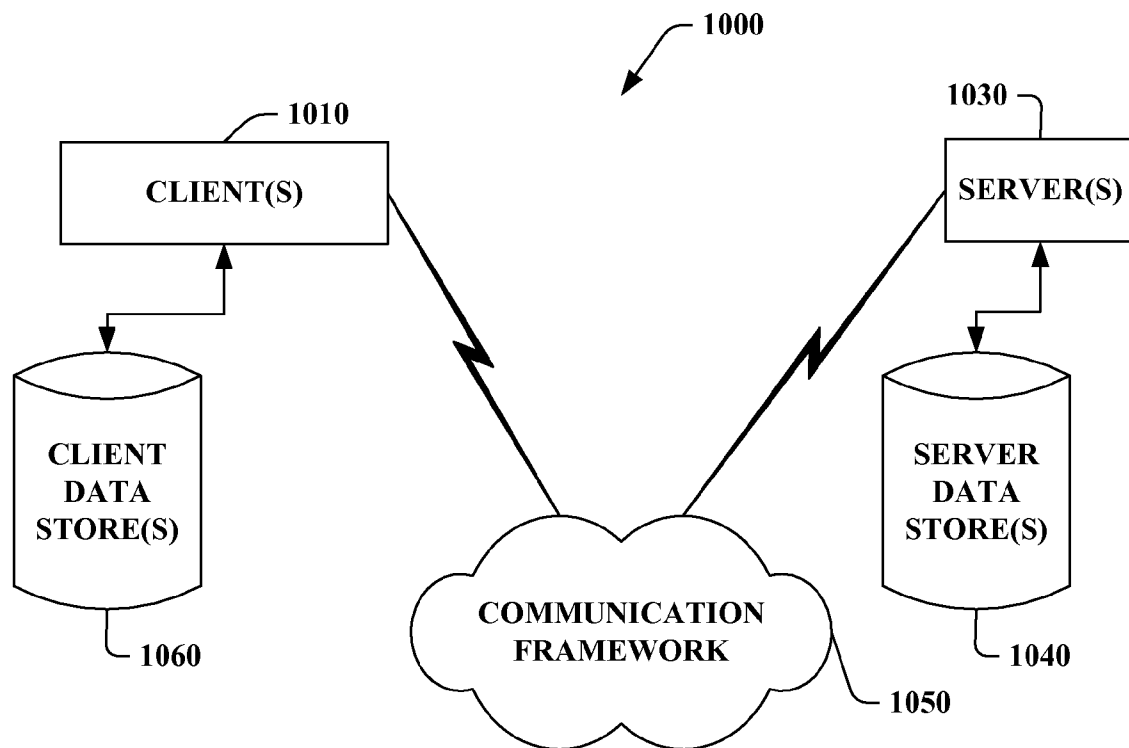 1000
1010
1030
CLIENT(S)
SERVER(S)
CLIENT
DATA
STORE(S)
SERVER
DATA
STORE(S)
COMMUNICATION
FRAMEWORK
1060
1040
1050